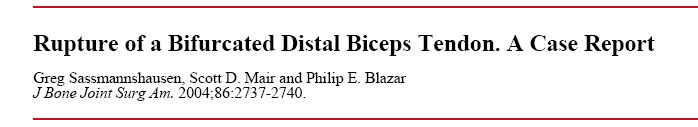 Rupture of a Bifurcated Distal Biceps Tendon. A Case Report
Greg Sassmannshausen, Scott D. Mair and Philip E. Blazar
J Bone Joint Surg Am. 2004;86:2737-2740.